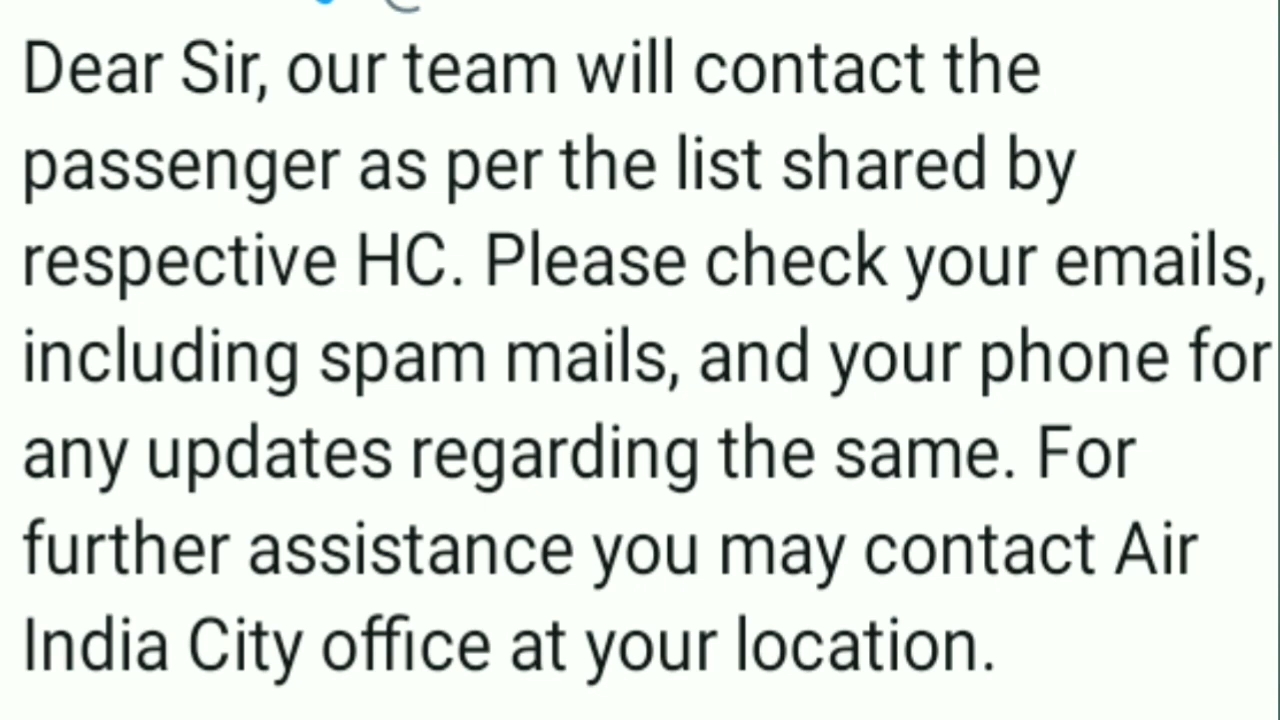 Dear Sir, our team will contact the
passenger as per the list shared by
respective HC. Please check your emails,
including spam mails, and your phone for
any updates regarding the same. For
further assistance you may contact Air
India City office at your location.